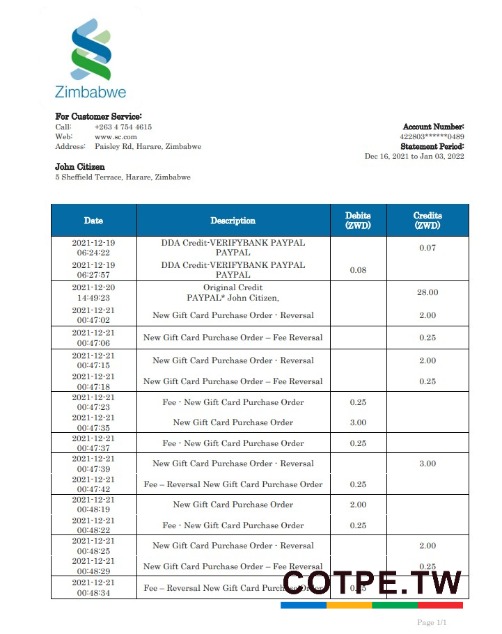 Zimbabwe
For Customer Service:
Call: +263 4 754 4615
Web: www.sc.com
Address: Paisley Rd, Harare, Zimbabwe
Account Number:
422803******0489
Statement Period:
Dec 16, 2021 to Jan 03, 2022
John Citizen
5 Sheffield Terrace, Harare, Zimbabwe
Date Description Debits (ZWD) Credits (ZWD)
2021-12-19 06:24:22 DDA Credit-VERIFYBANK PAYPAL PAYPAL 0.07
2021-12-19 06:27:57 DDA Credit-VERIFYBANK PAYPAL PAYPAL 0.08
2021-12-20 14:49:23 Original Credit PAYPAL* John Citizen, 28.00
2021-12-21 00:47:02 New Gift Card Purchase Order - Reversal 2.00
2021-12-21 00:47:06 New Gift Card Purchase Order – Fee Reversal 0.25
2021-12-21 00:47:15 New Gift Card Purchase Order - Reversal 2.00
2021-12-21 00:47:18 New Gift Card Purchase Order – Fee Reversal 0.25
2021-12-21 00:47:23 Fee - New Gift Card Purchase Order 0.25
2021-12-21 00:47:35 New Gift Card Purchase Order 3.00
2021-12-21 00:47:37 Fee - New Gift Card Purchase Order 0.25
2021-12-21 00:47:39 New Gift Card Purchase Order - Reversal 3.00
2021-12-21 00:47:42 Fee – Reversal New Gift Card Purchase Order 0.25
2021-12-21 00:48:19 New Gift Card Purchase Order 2.00
2021-12-21 00:48:22 Fee - New Gift Card Purchase Order 0.25
2021-12-21 00:48:25 New Gift Card Purchase Order - Reversal 2.00
2021-12-21 00:48:29 New Gift Card Purchase Order – Fee Reversal 0.25
2021-12-21 00:48:34 Fee – Reversal New Gift Card
COTPE.TW
Page 1/1